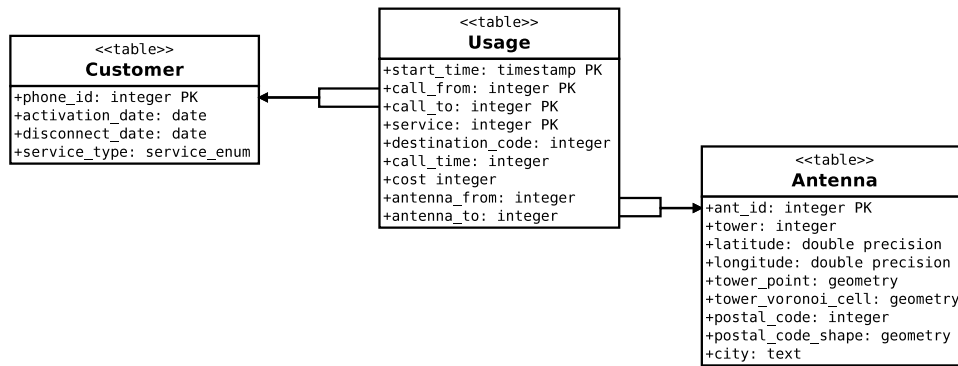 <<table>>
Customer
+phone_id: integer PK
+activation_date: date
+disconnect_date: date
+service_type: service_enum
<<table>>
Usage
+start_time: timestamp PK
+call_from: integer PK
+call_to: integer PK
+service: integer PK
+destination_code: integer
+call_time: integer
+cost integer
+antenna_from: integer
+antenna_to: integer
<<table>>
Antenna
+ant_id: integer PK
+tower: integer
+latitude: double precision
+longitude: double precision
+tower_point: geometry
+tower_voronoi_cell: geometry
+postal_code: integer
+postal_code_shape: geometry
+city: text